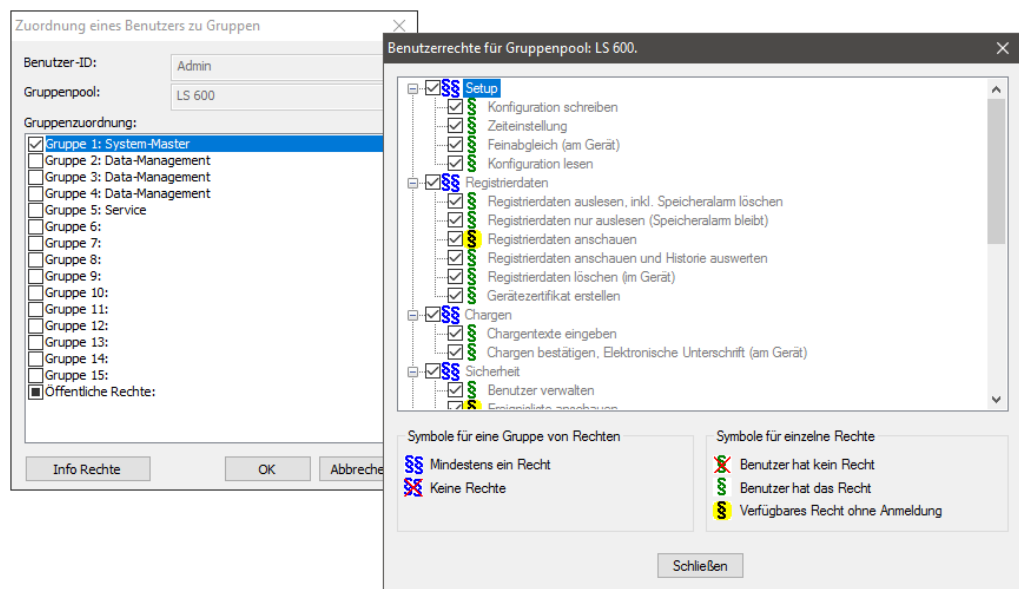 Zuordnung eines Benutzers zu Gruppen
Benutzer-ID:
Admin
Gruppenpool:
LS 600
Gruppenzuordnung:
Gruppe 1: System-Master
Gruppe 2: Data-Management
Gruppe 3: Data-Management
Gruppe 4: Data-Management
Gruppe 5: Service
Gruppe 6:
Gruppe 7:
Gruppe 8:
Gruppe 9:
Gruppe 10:
Gruppe 11:
Gruppe 12:
Gruppe 13:
Gruppe 14:
Gruppe 15:
Öffentliche Rechte:
Info Rechte
OK
Abbreche
Benutzerrechte für Gruppenpool: LS 600.
§§ Setup
§ Konfiguration schreiben
§ Zeiteinstellung
§ Feinabgleich (am Gerät)
§ Konfiguration lesen
§§ Registrierdaten
§ Registrierdaten auslesen, inkl. Speicheralarm löschen
§ Registrierdaten nur auslesen (Speicheralarm bleibt)
§ Registrierdaten anschauen
§ Registrierdaten anschauen und Historie auswerten
§ Registrierdaten löschen (im Gerät)
§ Gerätezertifikat erstellen
§§ Chargen
§ Chargentexte eingeben
§ Chargen bestätigen, Elektronische Unterschrift (am Gerät)
§§ Sicherheit
§ Benutzer verwalten
§ Ereignisliste anschauen
Symbole für eine Gruppe von Rechten
§§ Mindestens ein Recht
§§ Keine Rechte
Symbole für einzelne Rechte
§ Benutzer hat kein Recht
§ Benutzer hat das Recht
§ Verfügbares Recht ohne Anmeldung
Schließen